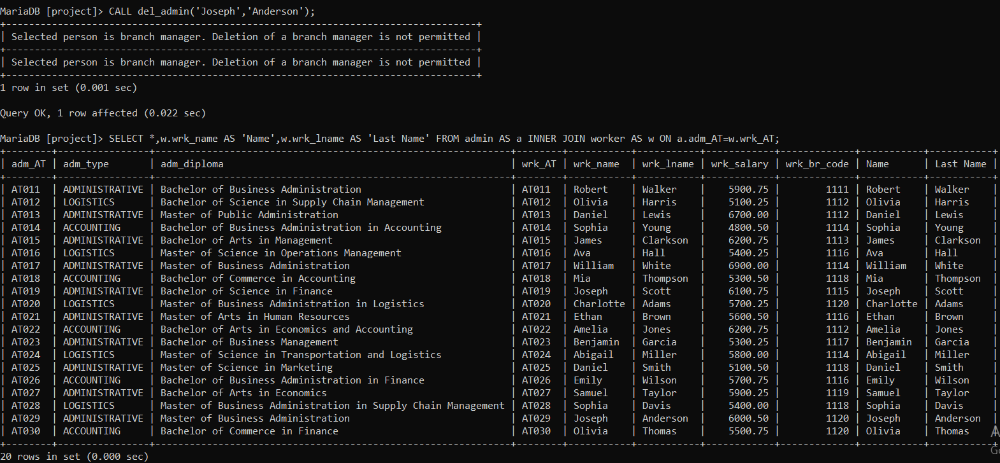 MariaDB [project]> CALL del_admin('Joseph','Anderson');
+----------------------------------------------------------------------------------+
| Selected person is branch manager. Deletion of a branch manager is not permitted |
+----------------------------------------------------------------------------------+
| Selected person is branch manager. Deletion of a branch manager is not permitted |
+----------------------------------------------------------------------------------+
1 row in set (0.001 sec)
Query OK, 1 row affected (0.022 sec)
MariaDB [project]> SELECT *,w.wrk_name AS 'Name',w.wrk_lname AS 'Last Name' FROM admin AS a INNER JOIN worker AS w ON a.adm_AT=w.wrk_AT;
+--------+----------------+-------------------------------------------------------------+--------+-----------+-----------+------------+-------------+-----------+-----------+
| adm_AT | adm_type       | adm_diploma                                                 | wrk_AT | wrk_name  | wrk_lname | wrk_salary | wrk_br_code | Name      | Last Name |
+--------+----------------+-------------------------------------------------------------+--------+-----------+-----------+------------+-------------+-----------+-----------+
| AT011  | ADMINISTRATIVE | Bachelor of Business Administration                         | AT011  | Robert    | Walker    |    5900.75 |        1111 | Robert    | Walker    |
| AT012  | LOGISTICS      | Bachelor of Science in Supply Chain Management              | AT012  | Olivia    | Harris    |    5100.25 |        1112 | Olivia    | Harris    |
| AT013  | ADMINISTRATIVE | Master of Public Administration                             | AT013  | Daniel    | Lewis     |    6700.00 |        1112 | Daniel    | Lewis     |
| AT014  | ACCOUNTING     | Bachelor of Business Administration in Accounting           | AT014  | Sophia    | Young     |    4800.50 |        1114 | Sophia    | Young     |
| AT015  | ADMINISTRATIVE | Bachelor of Arts in Management                              | AT015  | James     | Clarkson  |    6200.75 |        1113 | James     | Clarkson  |
| AT016  | LOGISTICS      | Master of Science in Operations Management                  | AT016  | Ava       | Hall      |    5400.25 |        1116 | Ava       | Hall      |
| AT017  | ADMINISTRATIVE | Master of Business Administration                           | AT017  | William   | White     |    6900.00 |        1114 | William   | White     |
| AT018  | ACCOUNTING     | Bachelor of Commerce in Accounting                          | AT018  | Mia       | Thompson  |    5300.50 |        1118 | Mia       | Thompson  |
| AT019  | ADMINISTRATIVE | Bachelor of Science in Finance                              | AT019  | Joseph    | Scott     |    6100.75 |        1115 | Joseph    | Scott     |
| AT020  | LOGISTICS      | Master of Business Administration in Logistics              | AT020  | Charlotte | Adams     |    5700.25 |        1120 | Charlotte | Adams     |
| AT021  | ADMINISTRATIVE | Master of Arts in Human Resources                           | AT021  | Ethan     | Brown     |    5600.50 |        1116 | Ethan     | Brown     |
| AT022  | ACCOUNTING     | Bachelor of Arts in Economics and Accounting                | AT022  | Amelia    | Jones     |    6200.75 |        1112 | Amelia    | Jones     |
| AT023  | ADMINISTRATIVE | Bachelor of Business Management                             | AT023  | Benjamin  | Garcia    |    5300.25 |        1117 | Benjamin  | Garcia    |
| AT024  | LOGISTICS      | Master of Science in Transportation and Logistics           | AT024  | Abigail   | Miller    |    5800.00 |        1114 | Abigail   | Miller    |
| AT025  | ADMINISTRATIVE | Master of Science in Marketing                              | AT025  | Daniel    | Smith     |    5100.50 |        1118 | Daniel    | Smith     |
| AT026  | ACCOUNTING     | Bachelor of Business Administration in Finance              | AT026  | Emily     | Wilson    |    5700.75 |        1116 | Emily     | Wilson    |
| AT027  | ADMINISTRATIVE | Bachelor of Arts in Economics                               | AT027  | Samuel    | Taylor    |    5900.25 |        1119 | Samuel    | Taylor    |
| AT028  | LOGISTICS      | Master of Business Administration in Supply Chain Management | AT028  | Sophia    | Davis     |    5400.00 |        1118 | Sophia    | Davis     |
| AT029  | ADMINISTRATIVE | Master of Business Administration                           | AT029  | Joseph    | Anderson  |    6000.50 |        1120 | Joseph    | Anderson  |
| AT030  | ACCOUNTING     | Bachelor of Commerce in Finance                             | AT030  | Olivia    | Thomas    |    5500.75 |        1120 | Olivia    | Thomas    |
+--------+----------------+-------------------------------------------------------------+--------+-----------+-----------+------------+-------------+-----------+-----------+
20 rows in set (0.000 sec)